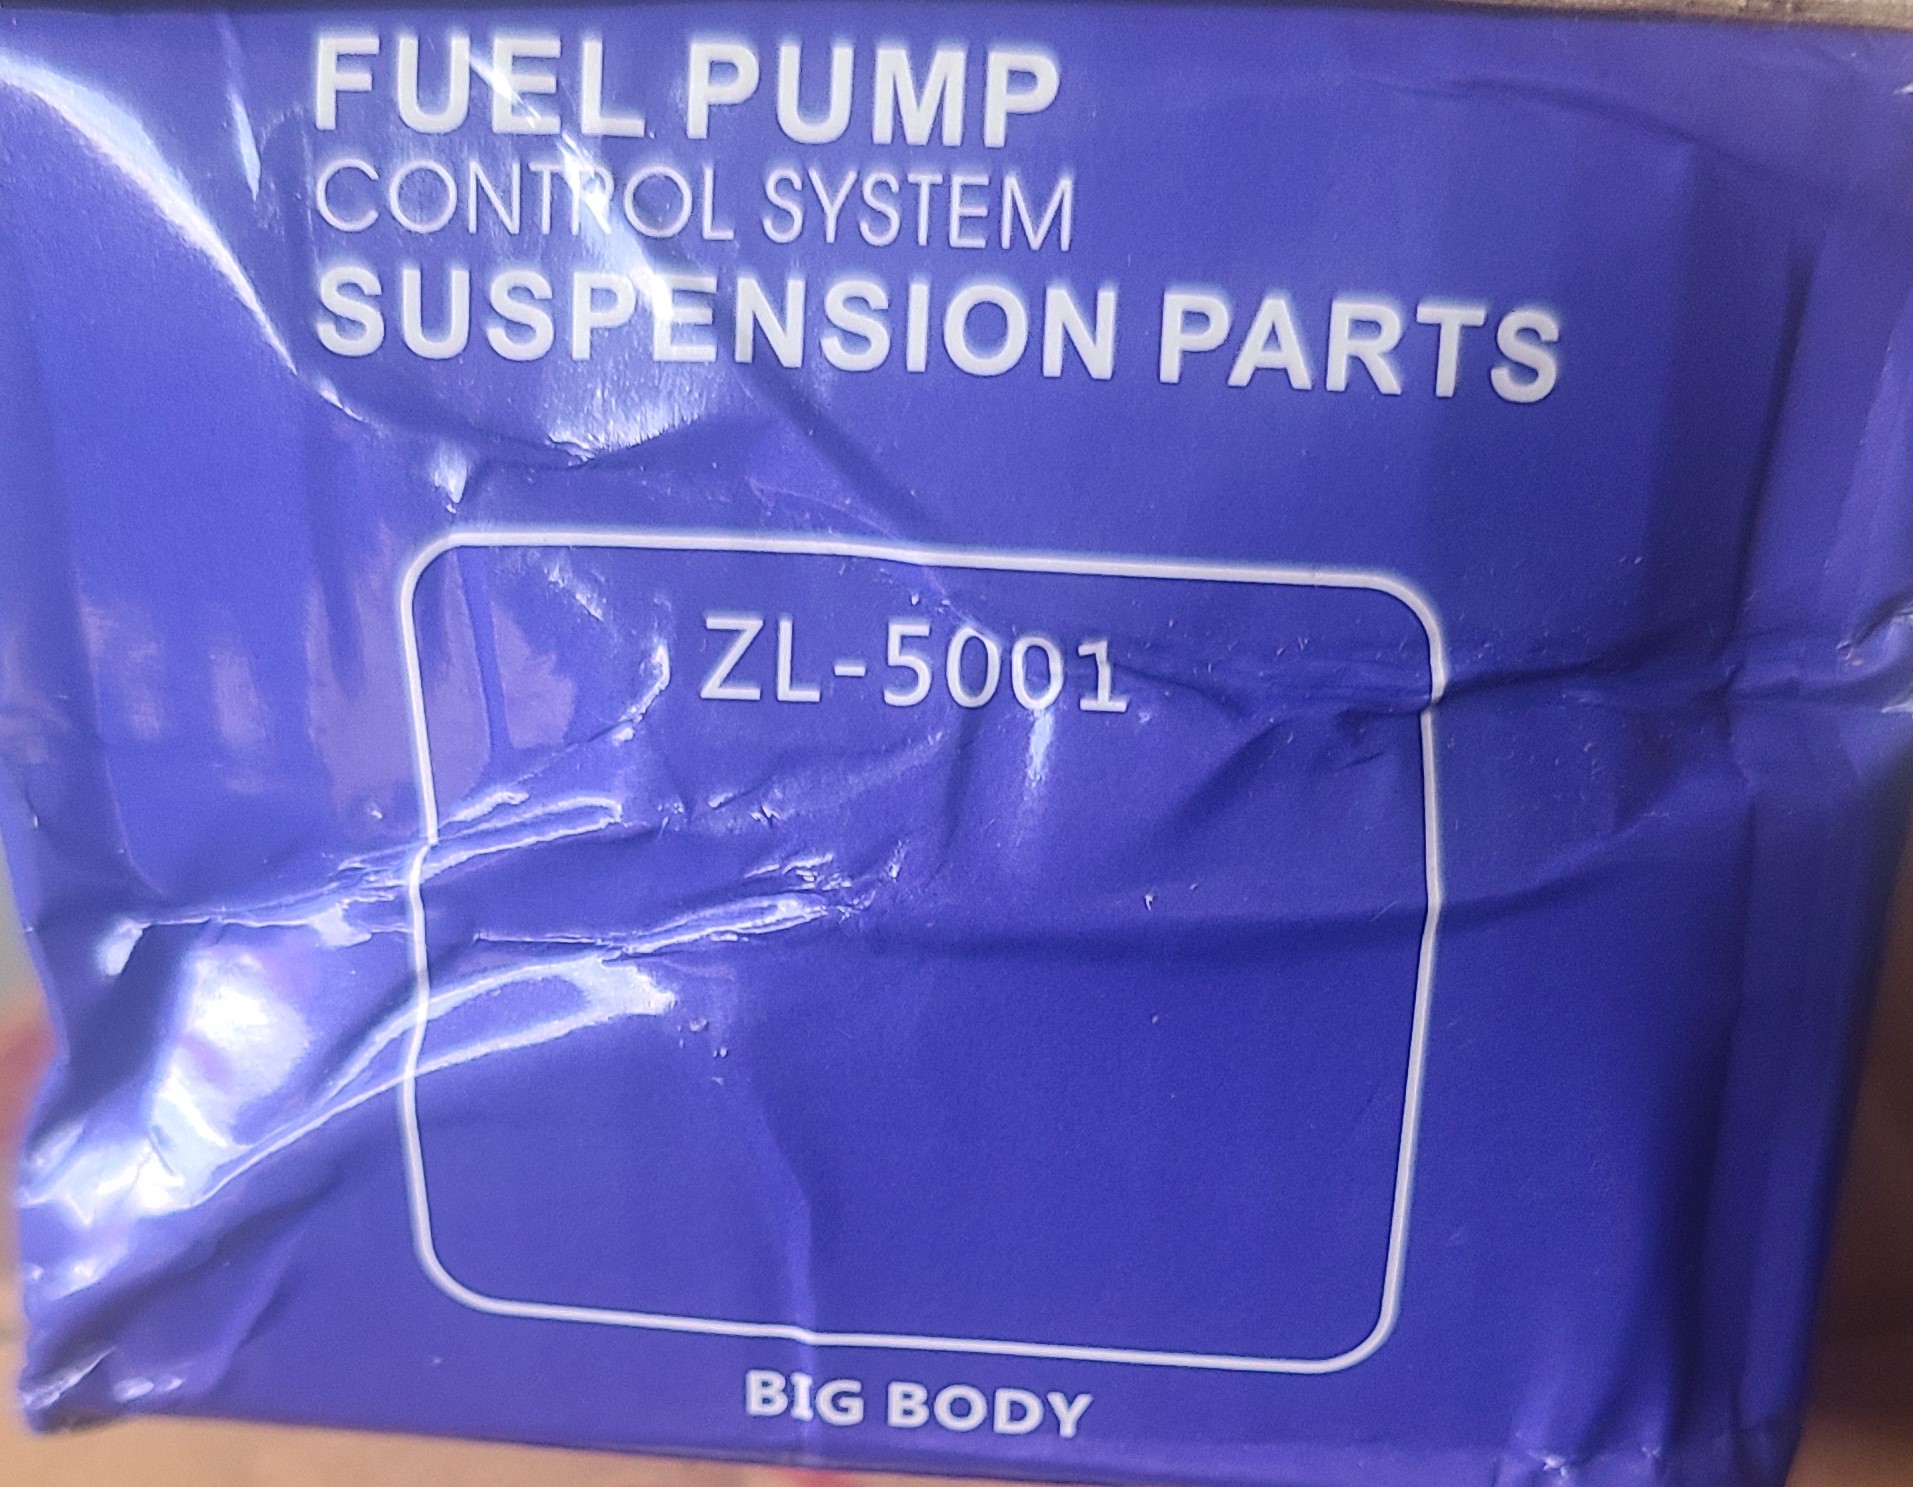 FUEL PUMP
CONTROL SYSTEM
SUSPENSION PARTS
ZL-5001
BIG BODY